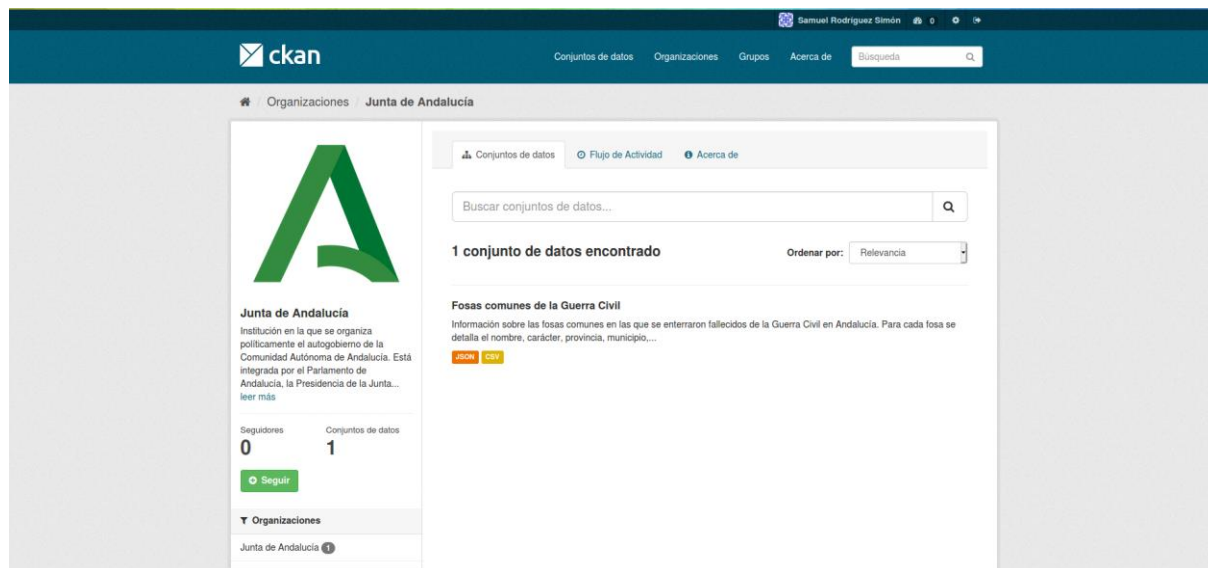 Samuel Rodríguez Simón 0
ckan
Conjuntos de datos Organizaciones Grupos Acerca de Búsqueda
/ Organizaciones / Junta de Andalucía
Conjuntos de datos Flujo de Actividad Acerca de
Buscar conjuntos de datos...
1 conjunto de datos encontrado
Ordenar por: Relevancia
Fosas comunes de la Guerra Civil
Información sobre las fosas comunes en las que se enterraron fallecidos de la Guerra Civil en Andalucía. Para cada fosa se
detalla el nombre, carácter, provincia, municipio,...
JSON CSV
Junta de Andalucía
Institución en la que se organiza
políticamente el autogobierno de la
Comunidad Autónoma de Andalucía. Está
integrada por el Parlamento de
Andalucía, la Presidencia de la Junta...
leer más
Seguidores Conjuntos de datos
0 1
Seguir
Organizaciones
Junta de Andalucía 1